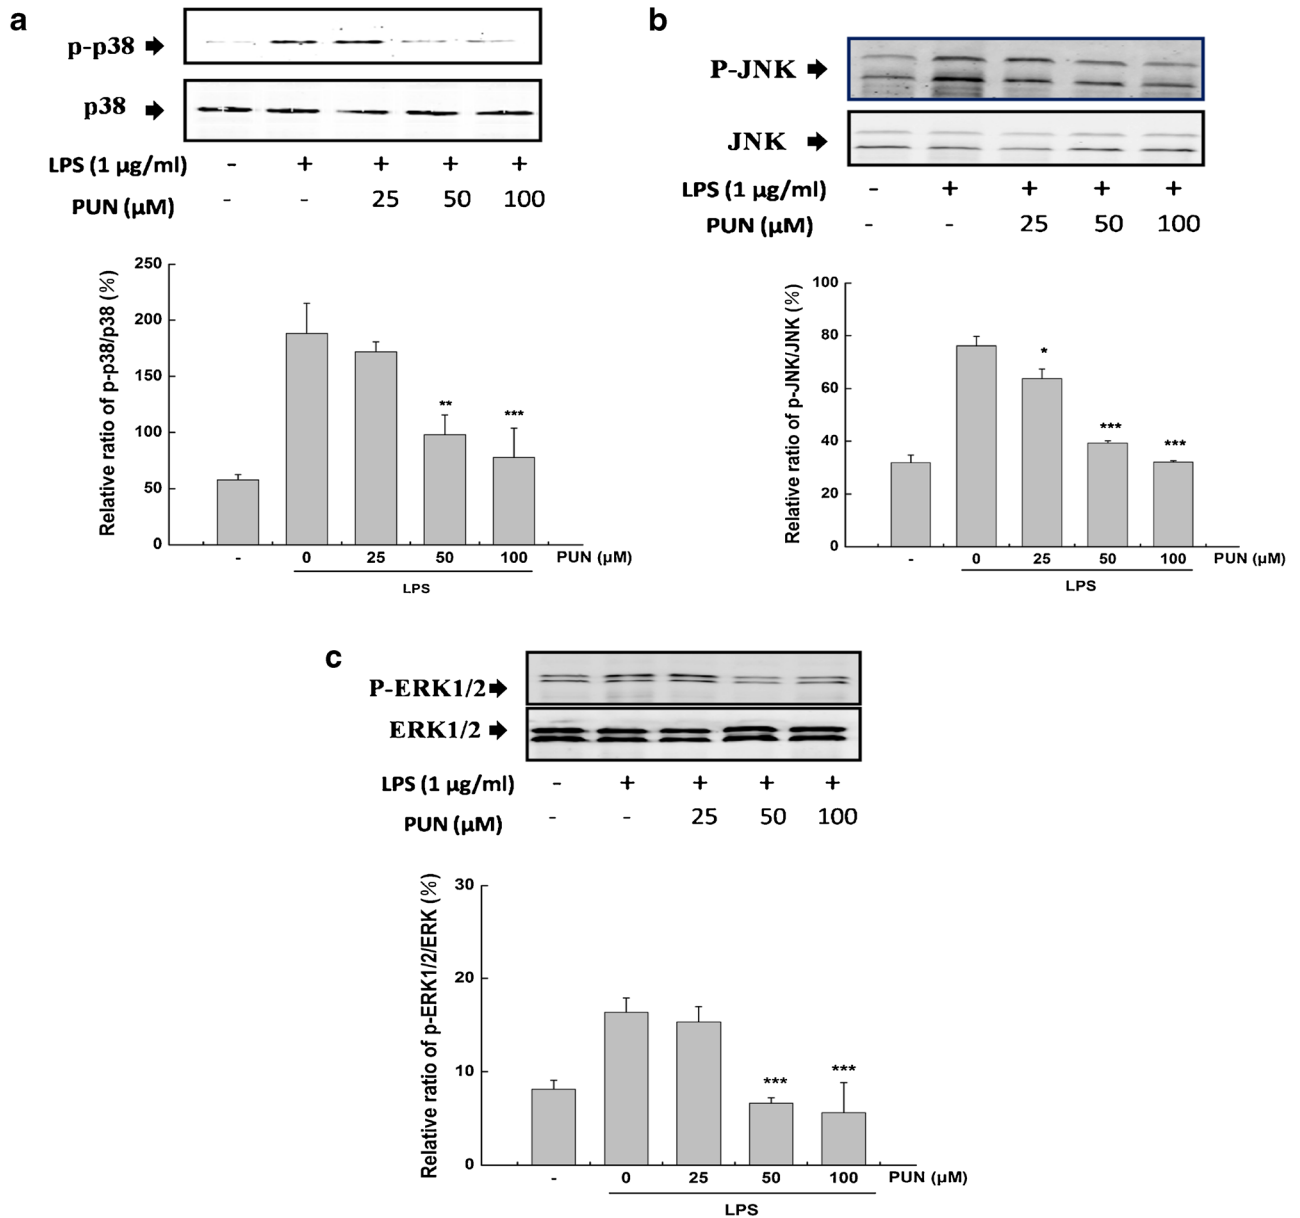 a
p-p38
p38
LPS (1 µg/ml) - + + + +
PUN (µM) - - 25 50 100
Relative ratio of p-p38/p38 (%)
250
200
150
100
50
0
** ***
- 0 25 50 100 PUN (µM)
LPS
b
P-JNK
JNK
LPS (1 µg/ml) - + + + +
PUN (µM) - - 25 50 100
Relative ratio of p-JNK/JNK (%)
100
80
60
40
20
0
* *** ***
- 0 25 50 100 PUN (µM)
LPS
c
P-ERK1/2
ERK1/2
LPS (1 µg/ml) - + + + +
PUN (µM) - - 25 50 100
Relative ratio of p-ERK1/2/ERK (%)
30
20
10
0
*** ***
- 0 25 50 100 PUN (µM)
LPS